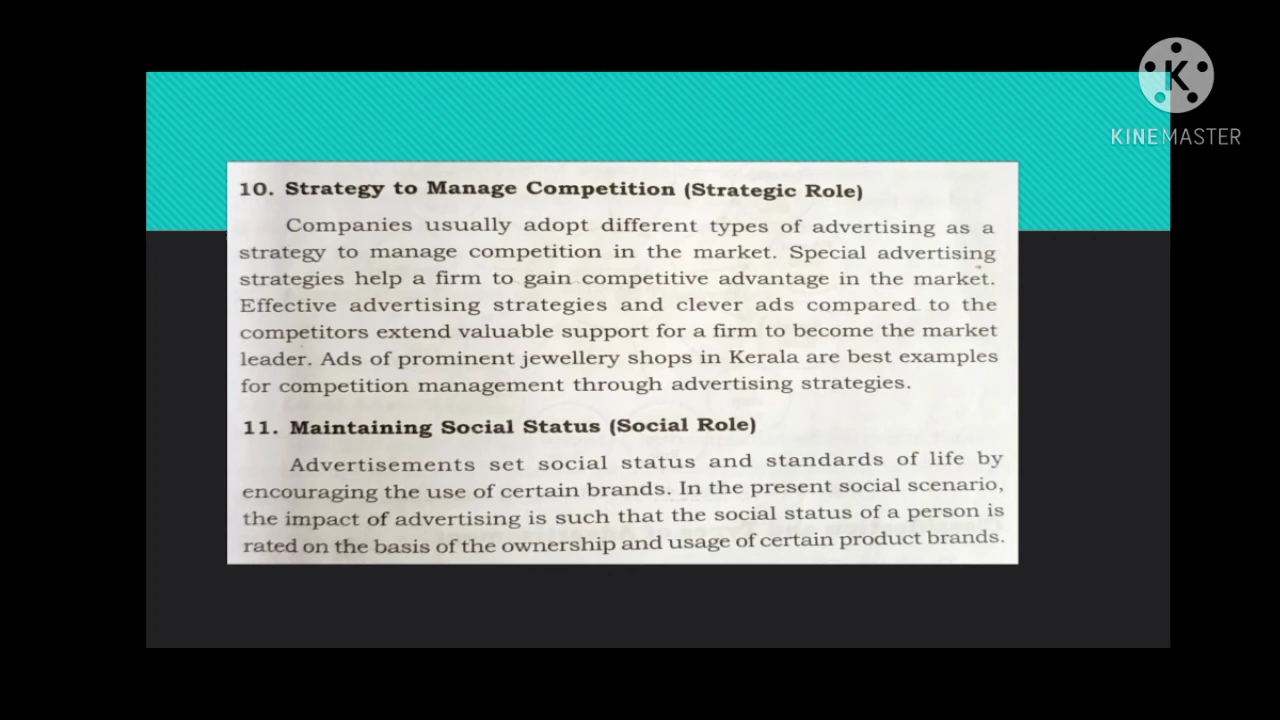 K
KINEMASTER
10. Strategy to Manage Competition (Strategic Role)
Companies usually adopt different types of advertising as a
strategy to manage competition in the market. Special advertising
strategies help a firm to gain competitive advantage in the market.
Effective advertising strategies and clever ads compared to the
competitors extend valuable support for a firm to become the market
leader. Ads of prominent jewellery shops in Kerala are best examples
for competition management through advertising strategies.
11. Maintaining Social Status (Social Role)
Advertisements set social status and standards of life by
encouraging the use of certain brands. In the present social scenario,
the impact of advertising is such that the social status of a person is
rated on the basis of the ownership and usage of certain product brands.